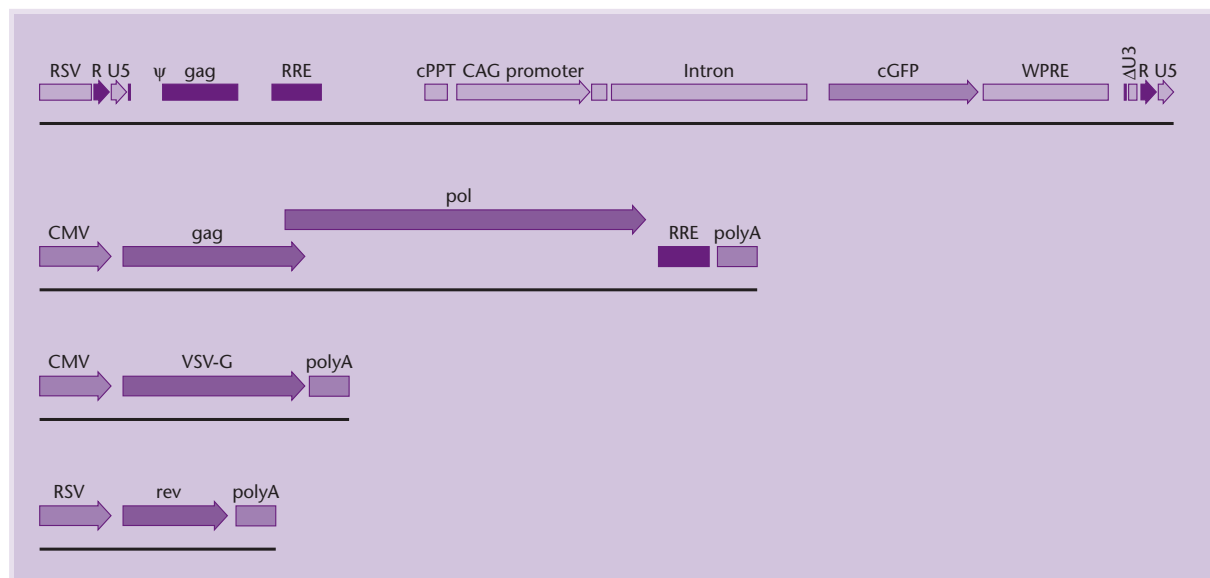 RSV R U5 ψ gag RRE cPPT CAG promoter Intron cGFP WPRE ΔU3 R U5
pol
CMV gag RRE polyA
CMV VSV-G polyA
RSV rev polyA